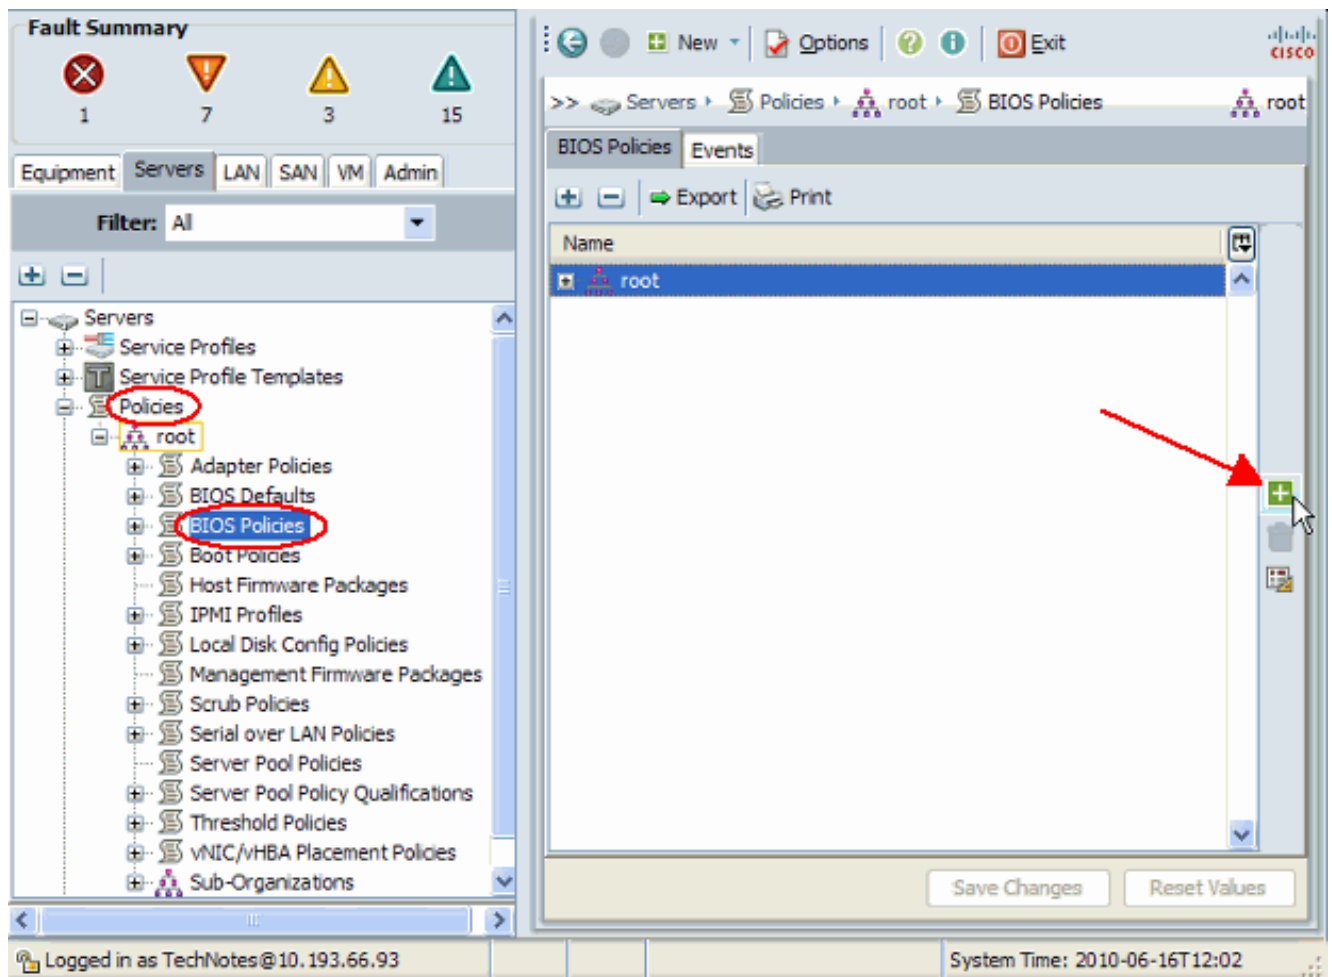 Fault Summary
1 7 3 15
Equipment Servers LAN SAN VM Admin
Filter: All
Servers
Service Profiles
Service Profile Templates
Policies
root
Adapter Policies
BIOS Defaults
BIOS Policies
Boot Policies
Host Firmware Packages
IPMI Profiles
Local Disk Config Policies
Management Firmware Packages
Scrub Policies
Serial over LAN Policies
Server Pool Policies
Server Pool Policy Qualifications
Threshold Policies
vNIC/vHBA Placement Policies
Sub-Organizations
New Options Exit
CISCO
>> Servers Policies root BIOS Policies root
BIOS Policies Events
Export Print
Name
root
Save Changes Reset Values
Logged in as TechNotes@10.193.66.93
System Time: 2010-06-16T12:02